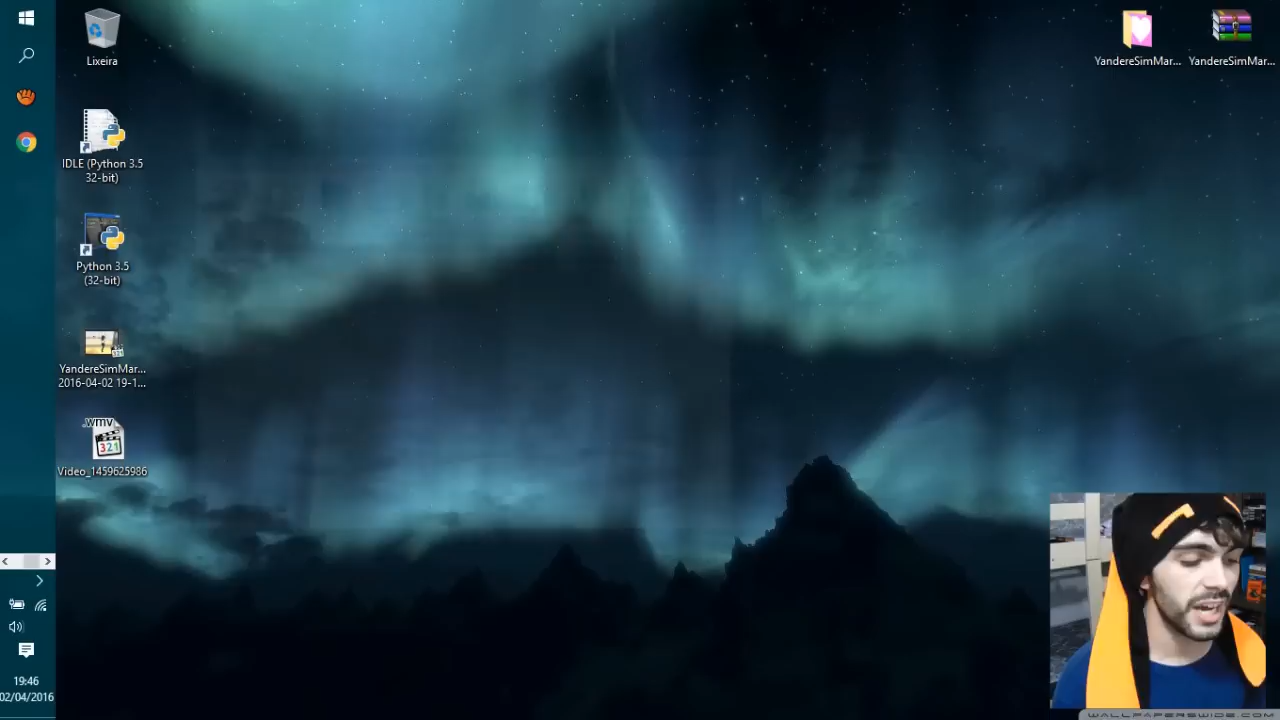 Lixeira
IDLE (Python 3.5
32-bit)
Python 3.5
(32-bit)
YandereSimMar...
2016-04-02 19-1...
.wmv
321
Video_1459625986
YandereSimMar...
YandereSimMar...
19:46
02/04/2016
WALLPAPERSWIDE.COM